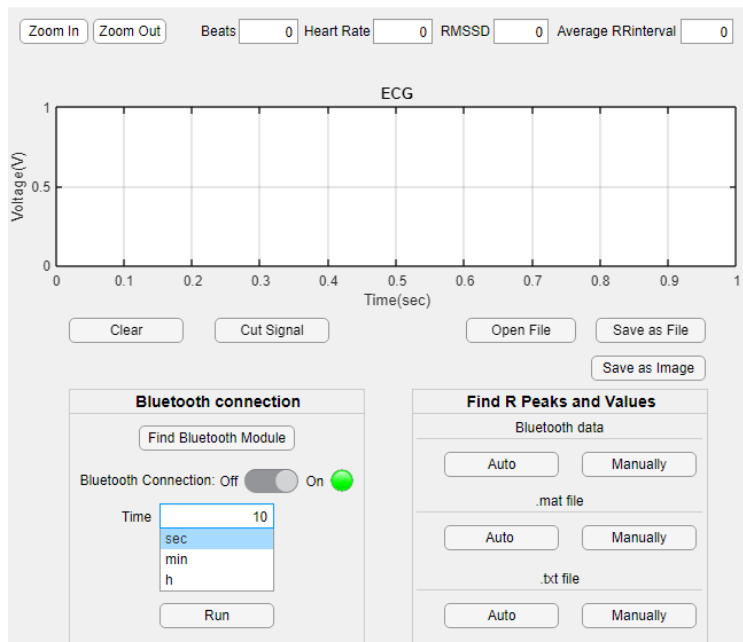 Zoom In Zoom Out Beats 0 Heart Rate 0 RMSSD 0 Average RRinterval 0
ECG
Voltage(V)
1
0.5
0
0 0.1 0.2 0.3 0.4 0.5 0.6 0.7 0.8 0.9 1
Time(sec)
Clear Cut Signal Open File Save as File
Save as Image
Bluetooth connection
Find Bluetooth Module
Bluetooth Connection: Off On
Time 10
sec
min
h
Run
Find R Peaks and Values
Bluetooth data
Auto Manually
.mat file
Auto Manually
.txt file
Auto Manually